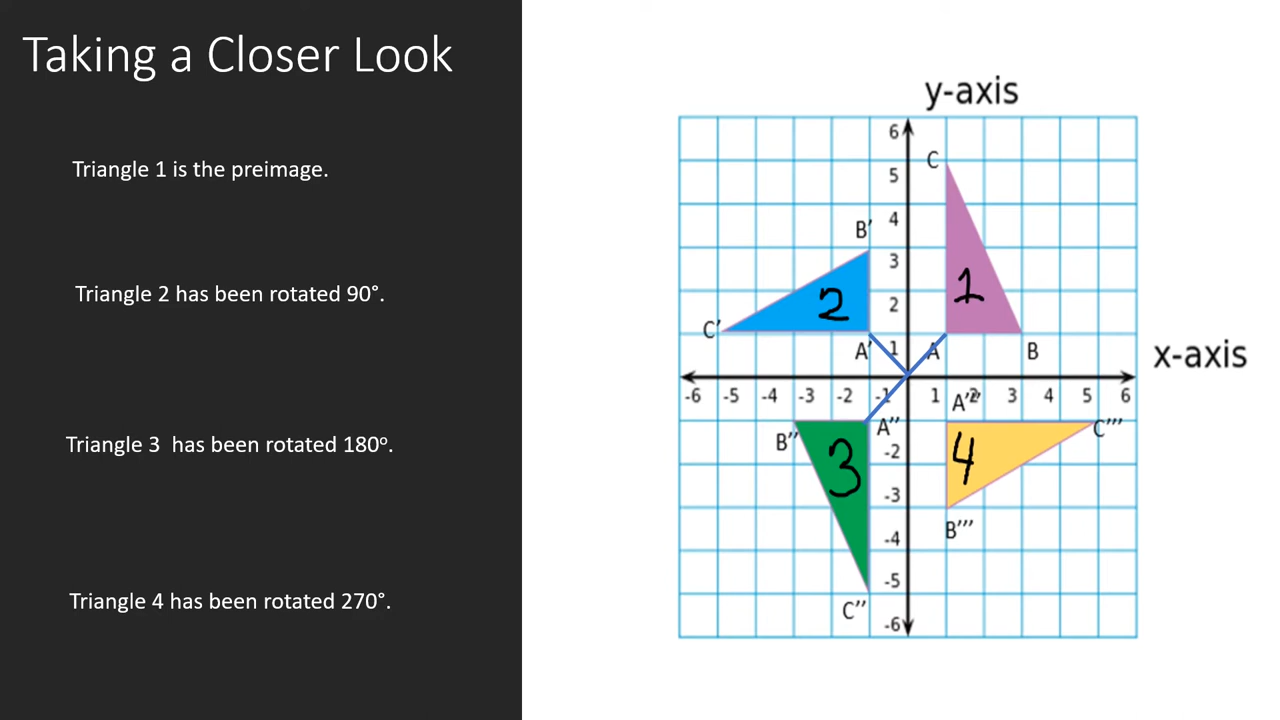 Taking a Closer Look
Triangle 1 is the preimage.
Triangle 2 has been rotated 90°.
Triangle 3  has been rotated 180º.
Triangle 4 has been rotated 270°.
y-axis
6
C
5
4
B'
3
2
1
2
C'
A'
1
A
B
x-axis
-6 -5 -4 -3 -2 -1 1 2 3 4 5 6
A'''
B''
A''
C'''
-2
3
4
-3
B'''
-4
-5
C''
-6